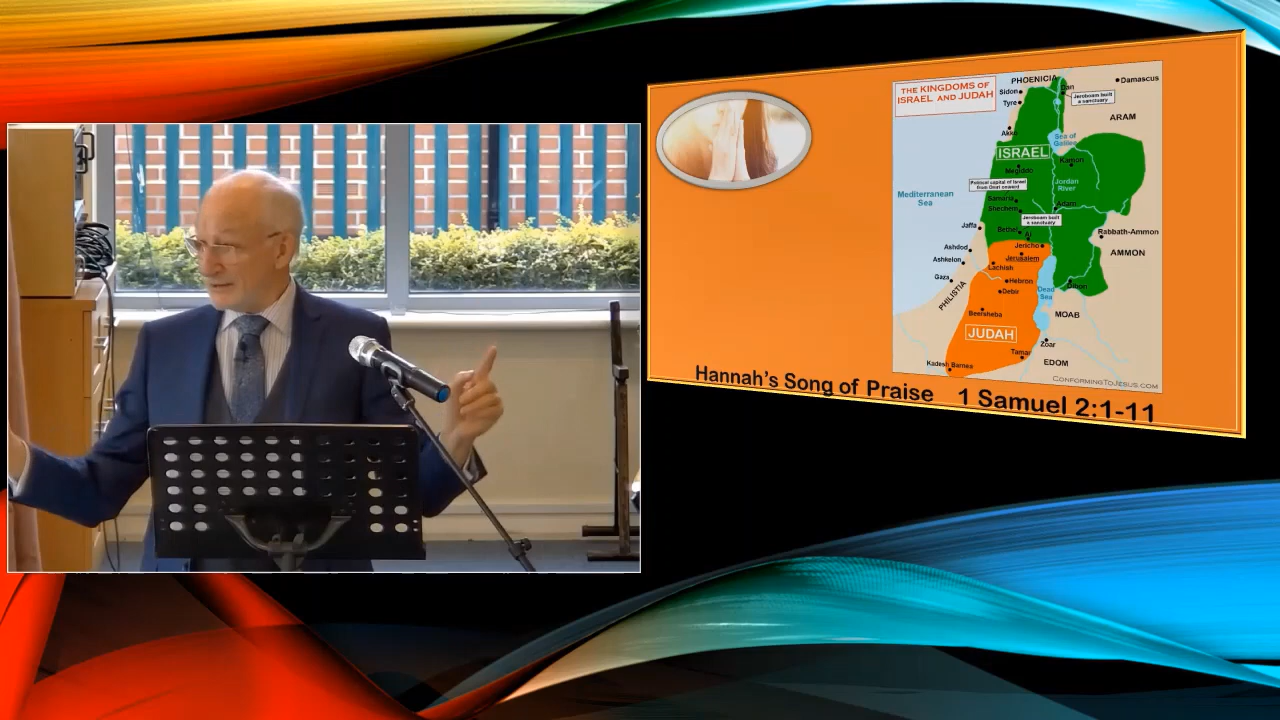 THE KINGDOMS OF
ISRAEL AND JUDAH
PHOENICIA
Damascus
Sidon
Dan
Jeroboam built
a sanctuary
Tyre
ARAM
Akko
Sea of
Galilee
ISRAEL
Kamon
Megiddo
Political capital of Israel
from Omri onward
Jordan
River
Mediterranean
Sea
Samaria
Shechem
Adam
Jeroboam built
a sanctuary
Jaffa
Bethel
Ai
Rabbath-Ammon
Jericho
Ashdod
AMMON
Jerusalem
Ashkelon
Lachish
Gaza
Hebron
Dibon
Debir
Dead
Sea
PHILISTIA
Beersheba
MOAB
JUDAH
Zoar
Tamar
EDOM
Kadesh Barnea
CONFORMINGTOJESUS.COM
Hannah's Song of Praise 1 Samuel 2:1-11